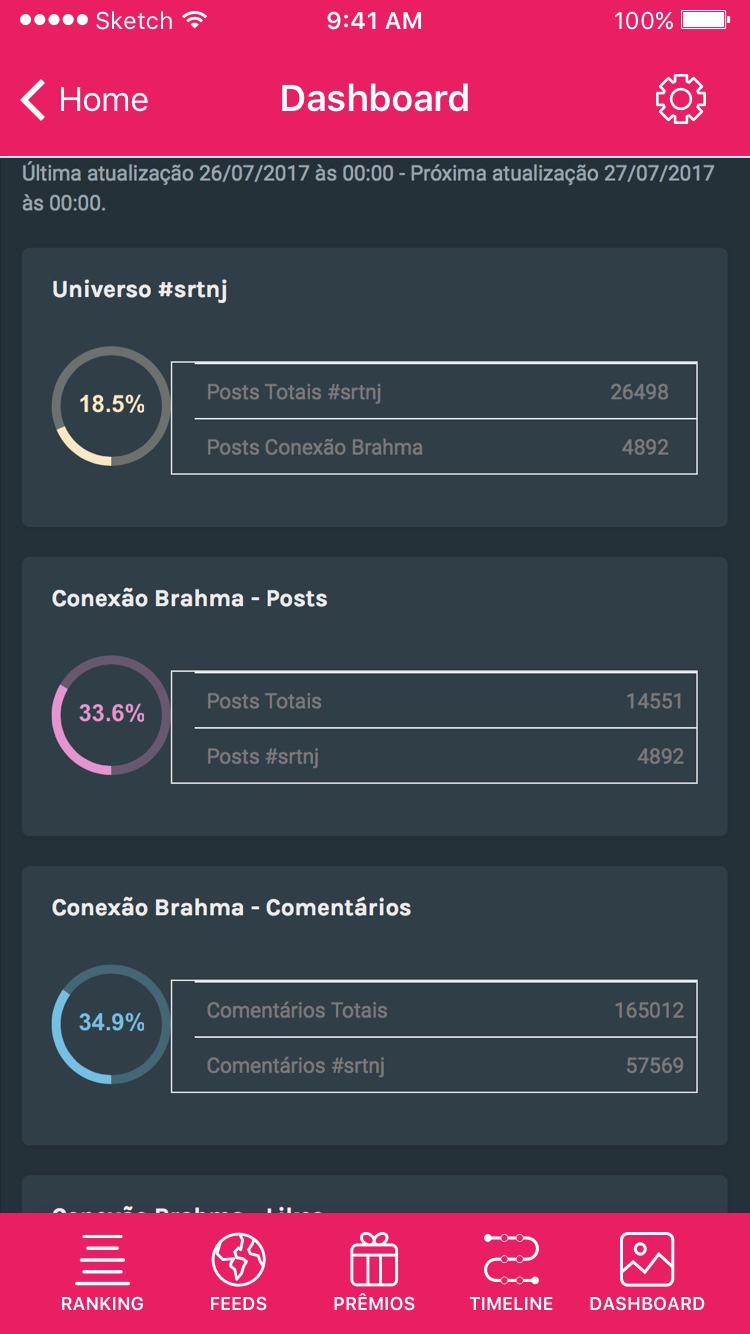 Sketch 9:41 AM 100%
Home Dashboard
Última atualização 26/07/2017 às 00:00 - Próxima atualização 27/07/2017
às 00:00.
Universo #srtnj
18.5%
Posts Totais #srtnj 26498
Posts Conexão Brahma 4892
Conexão Brahma - Posts
33.6%
Posts Totais 14551
Posts #srtnj 4892
Conexão Brahma - Comentários
34.9%
Comentários Totais 165012
Comentários #srtnj 57569
Conexão Brahma - Likes
RANKING FEEDS PRÊMIOS TIMELINE DASHBOARD